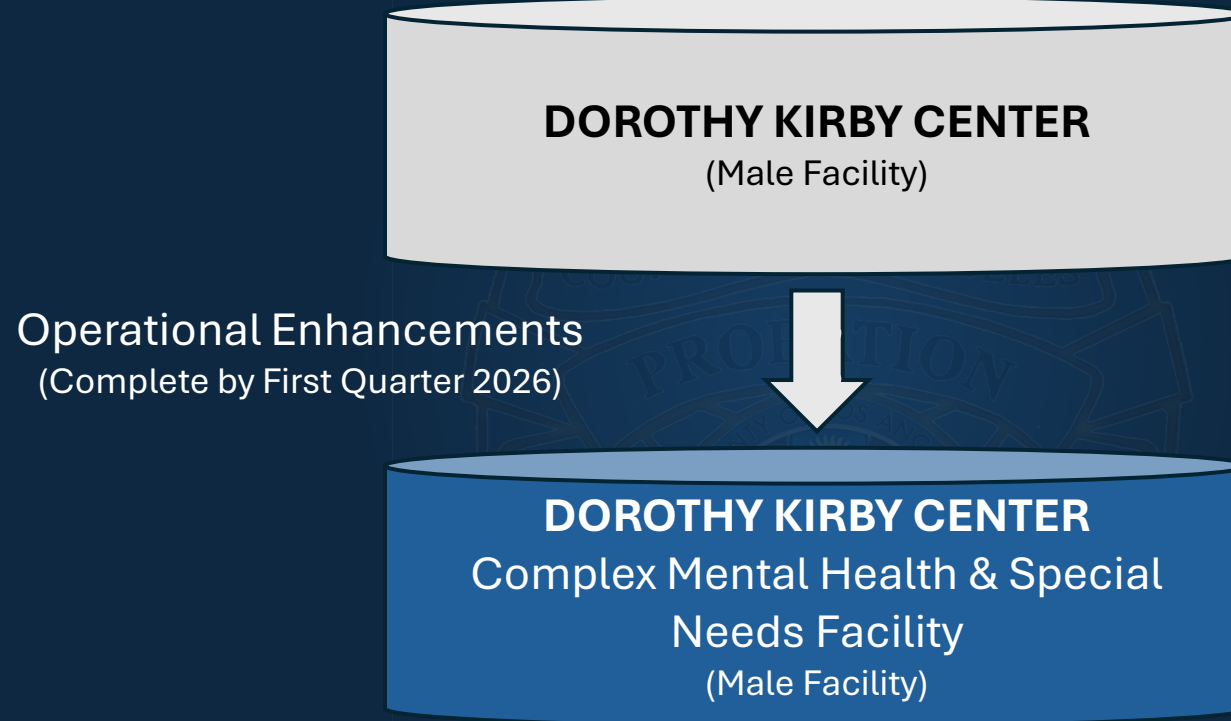 DOROTHY KIRBY CENTER
(Male Facility)
Operational Enhancements
(Complete by First Quarter 2026)
PROBATION
DOROTHY KIRBY CENTER
Complex Mental Health & Special
Needs Facility
(Male Facility)